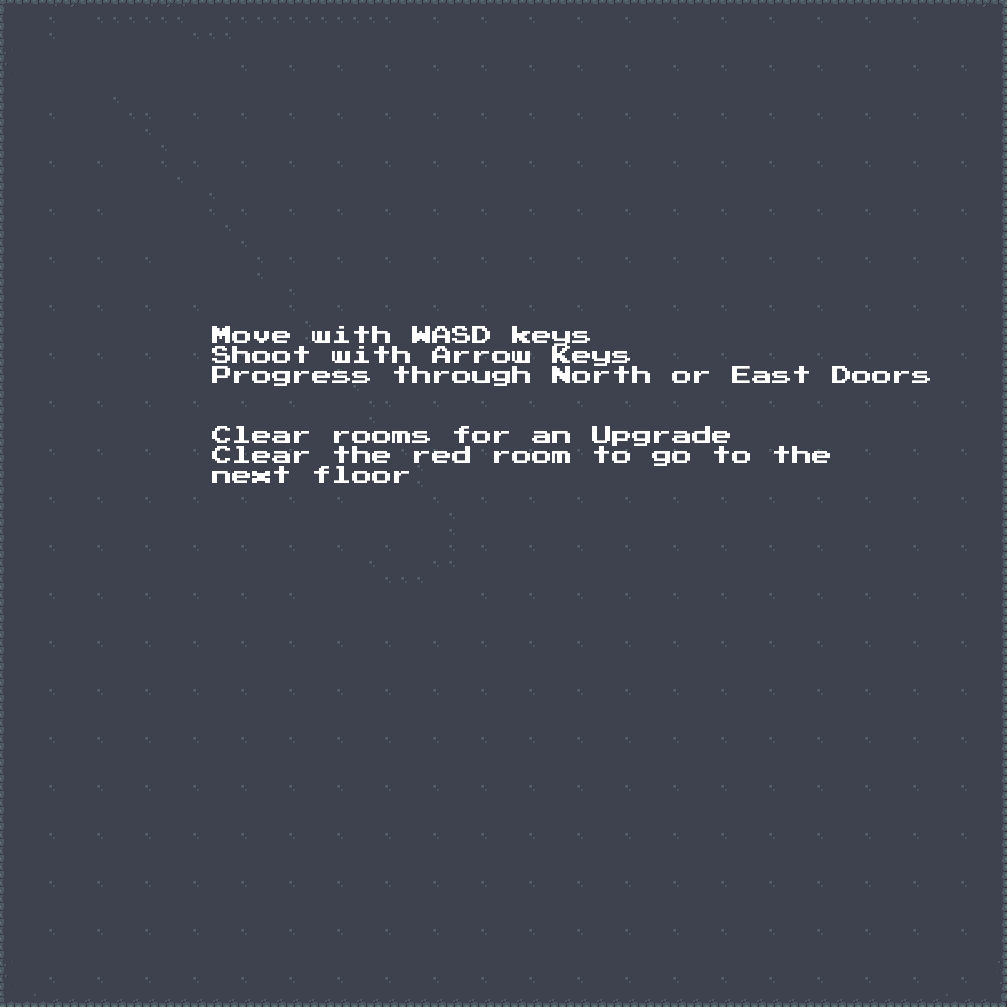 Move with WASD keys
Shoot with Arrow Keys
Progress through North or East Doors
Clear rooms for an Upgrade
Clear the red room to go to the
next floor